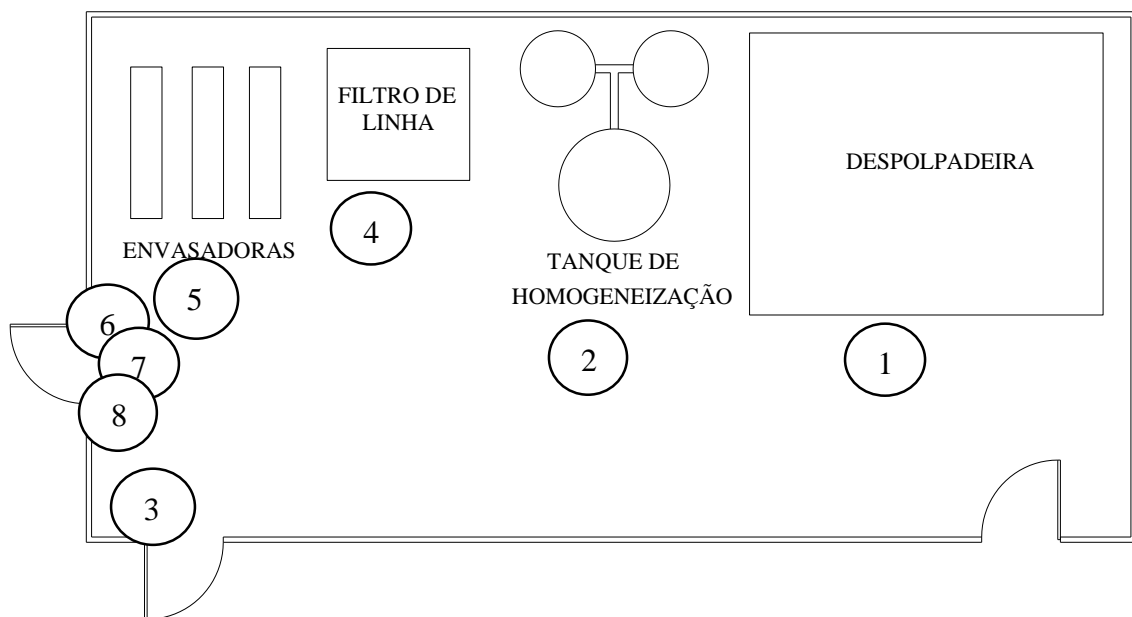 FILTRO DE
LINHA
DESPOLPADEIRA
4
ENVASADORAS
TANQUE DE
HOMOGENEIZAÇÃO
5
6
7
2
1
8
3